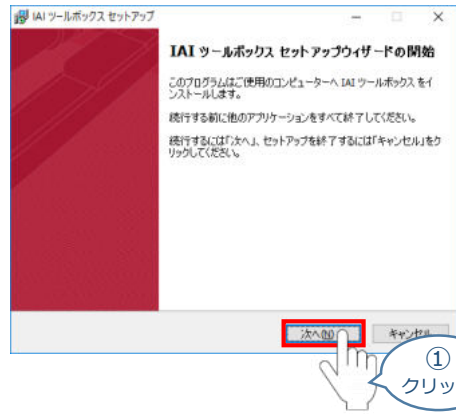 IAI ツールボックス セットアップ
IAI ツールボックス セットアップウィザードの開始
このプログラムはご使用のコンピューターへ IAI ツールボックス をイ
ンストールします。
続行する前に他のアプリケーションをすべて終了してください。
続行するには「次へ」、セットアップを終了するには「キャンセル」をク
リックしてください。
次へ(N)
キャンセル
①
クリッ